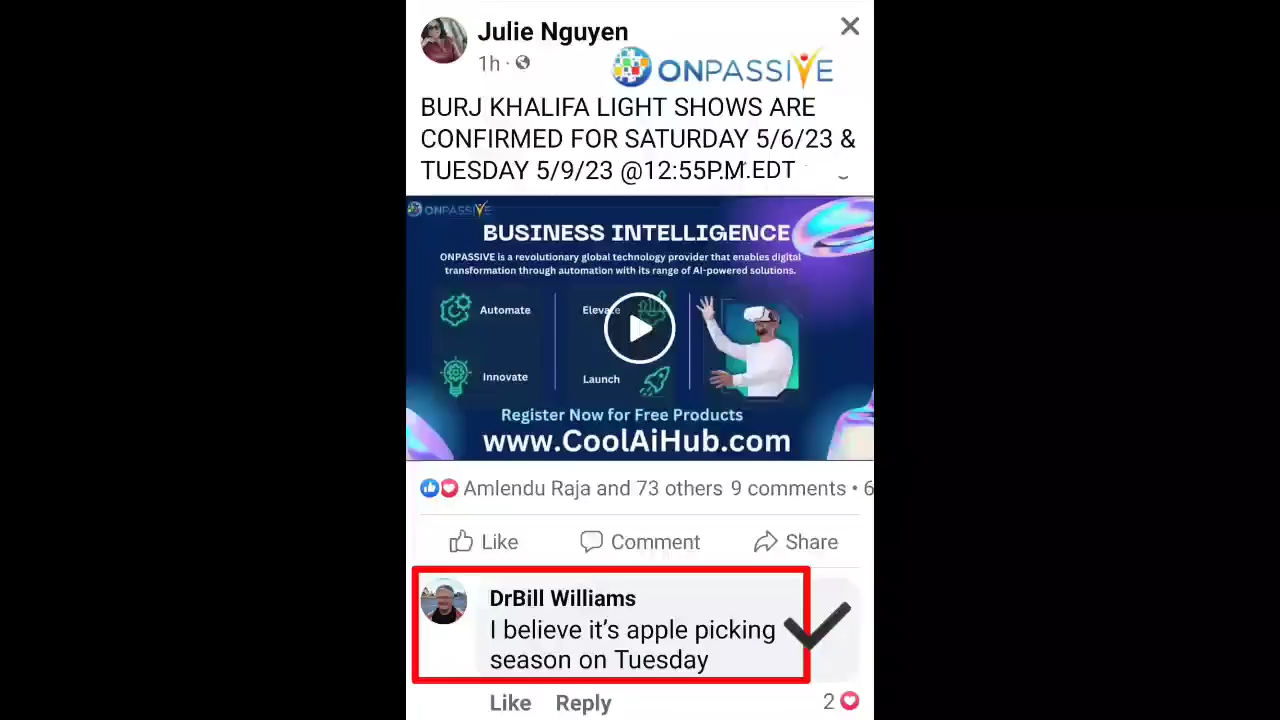 Julie Nguyen
1h ·
ONPASSIVE
BURJ KHALIFA LIGHT SHOWS ARE
CONFIRMED FOR SATURDAY 5/6/23 &
TUESDAY 5/9/23 @12:55P.M.EDT
ONPASSIVE
BUSINESS INTELLIGENCE
ONPASSIVE is a revolutionary global technology provider that enables digital
transformation through automation with its range of AI-powered solutions.
Automate
Elevate
Innovate
Launch
Register Now for Free Products
www.CoolAiHub.com
Amlendu Raja and 73 others 9 comments • 6
Like Comment Share
DrBill Williams
I believe it’s apple picking
season on Tuesday
Like Reply 2